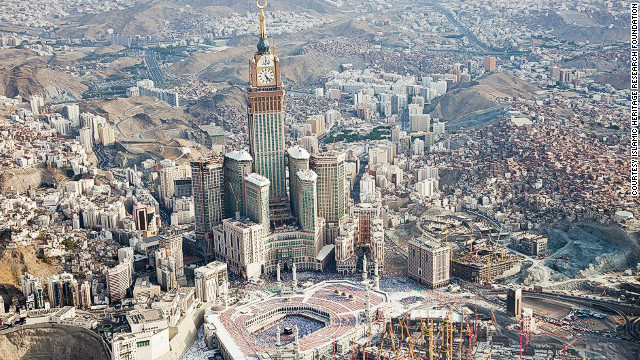 COURTESY ISLAMIC HERITAGE RESEARCH FOUNDATION